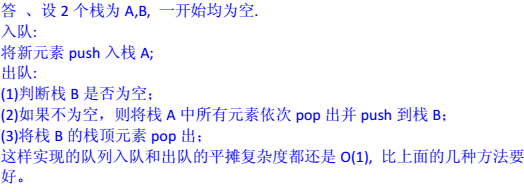 答 、设 2 个栈为 A,B, 一开始均为空.
入队:
将新元素 push 入栈 A;
出队:
(1)判断栈 B 是否为空；
(2)如果不为空，则将栈 A 中所有元素依次 pop 出并 push 到栈 B；
(3)将栈 B 的栈顶元素 pop 出；
这样实现的队列入队和出队的平摊复杂度都还是 O(1), 比上面的几种方法要
好。